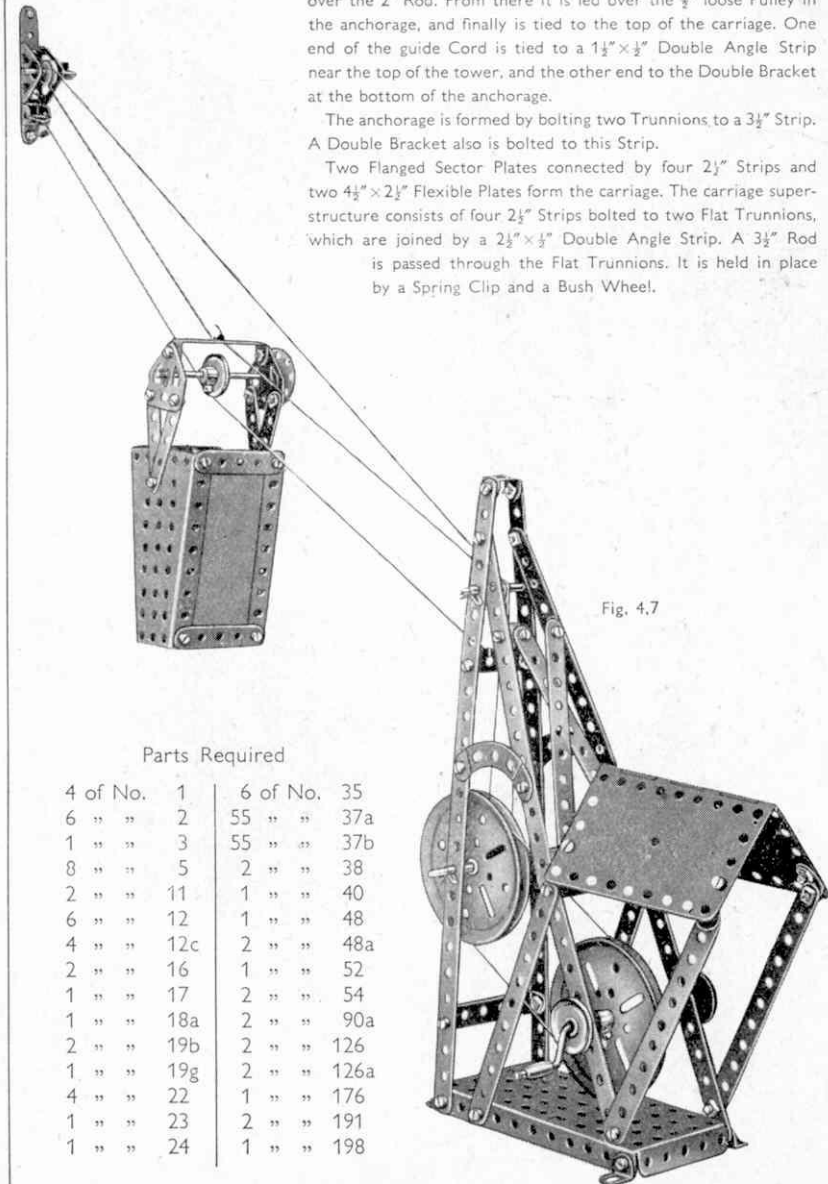 over the 2″ Rod. From there it is led over the ½″ loose Pulley in
the anchorage, and finally is tied to the top of the carriage. One
end of the guide Cord is tied to a 1½″×½″ Double Angle Strip
near the top of the tower, and the other end to the Double Bracket
at the bottom of the anchorage.
The anchorage is formed by bolting two Trunnions to a 3½″ Strip.
A Double Bracket also is bolted to this Strip.
Two Flanged Sector Plates connected by four 2½″ Strips and
two 4½″×2½″ Flexible Plates form the carriage. The carriage super-
structure consists of four 2½″ Strips bolted to two Flat Trunnions,
which are joined by a 2½″×½″ Double Angle Strip. A 3½″ Rod
is passed through the Flat Trunnions. It is held in place
by a Spring Clip and a Bush Wheel.
Fig. 4.7
Parts Required
4 of No. 1 | 6 of No. 35
6 " " 2 | 55 " " 37a
1 " " 3 | 55 " " 37b
8 " " 5 | 2 " " 38
2 " " 11 | 1 " " 40
6 " " 12 | 1 " " 48
4 " " 12c | 2 " " 48a
2 " " 16 | 1 " " 52
1 " " 17 | 2 " " 54
1 " " 18a | 2 " " 90a
2 " " 19b | 2 " " 126
1 " " 19g | 2 " " 126a
4 " " 22 | 1 " " 176
1 " " 23 | 2 " " 191
1 " " 24 | 1 " " 198